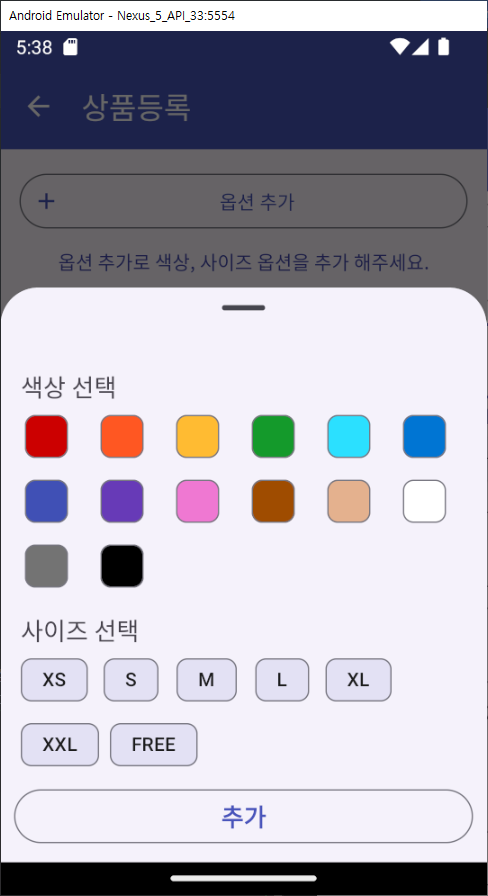 Android Emulator - Nexus_5_API_33:5554
5:38
상품등록
옵션 추가
옵션 추가로 색상, 사이즈 옵션을 추가 해주세요.
색상 선택
사이즈 선택
XS S M L XL
XXL FREE
추가